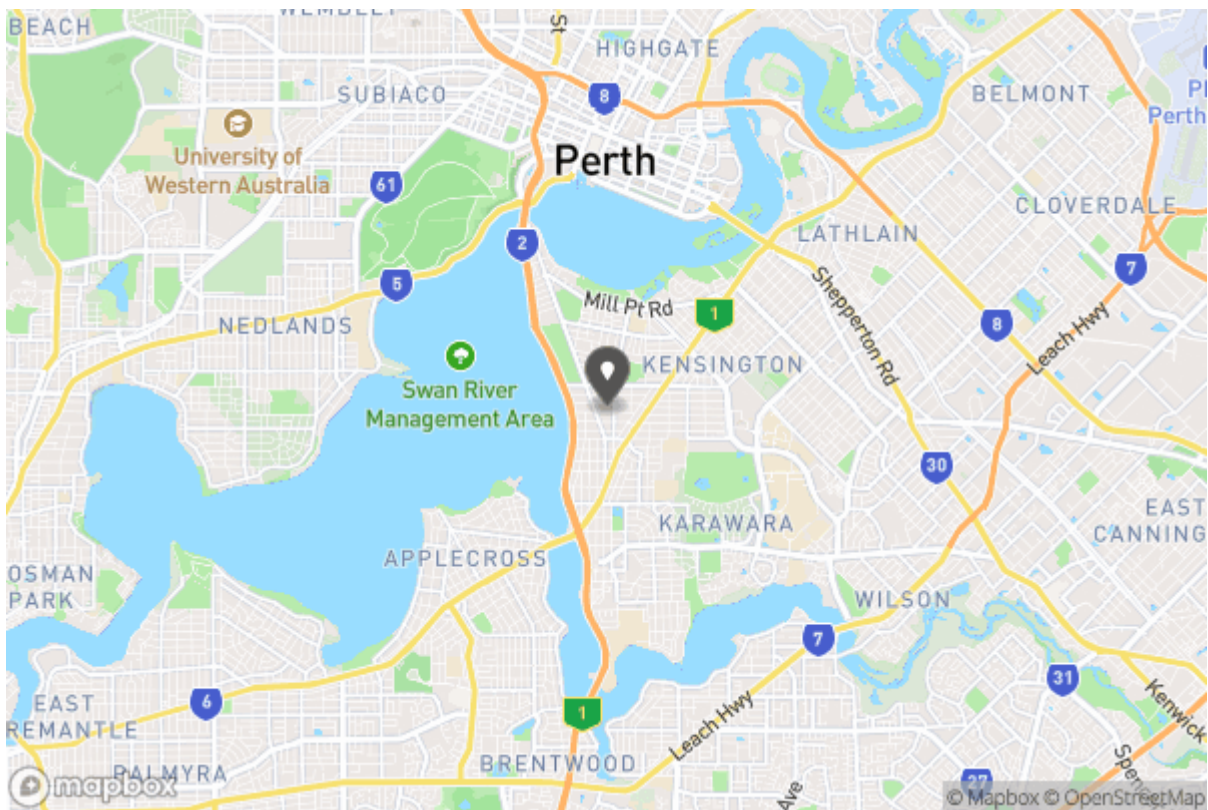 WEMBLEY
BEACH
St
HIGHGATE
8
SUBIACO
BELMONT
Perth
University of
Western Australia
61
Perth
CLOVERDALE
2
LATHLAIN
7
5
Mill Pt Rd
1
Shepperton Rd
8
NEDLANDS
KENSINGTON
Leach Hwy
Swan River
Management Area
30
KARAWARA
EAST
CANNING
APPLECROSS
OSMAN
PARK
WILSON
7
31
6
EAST
REMANTLE
1
Leach Hwy
Kenwick
BRENTWOOD
PALMYRA
mapbox
Ave
27
© Mapbox © OpenStreetMap